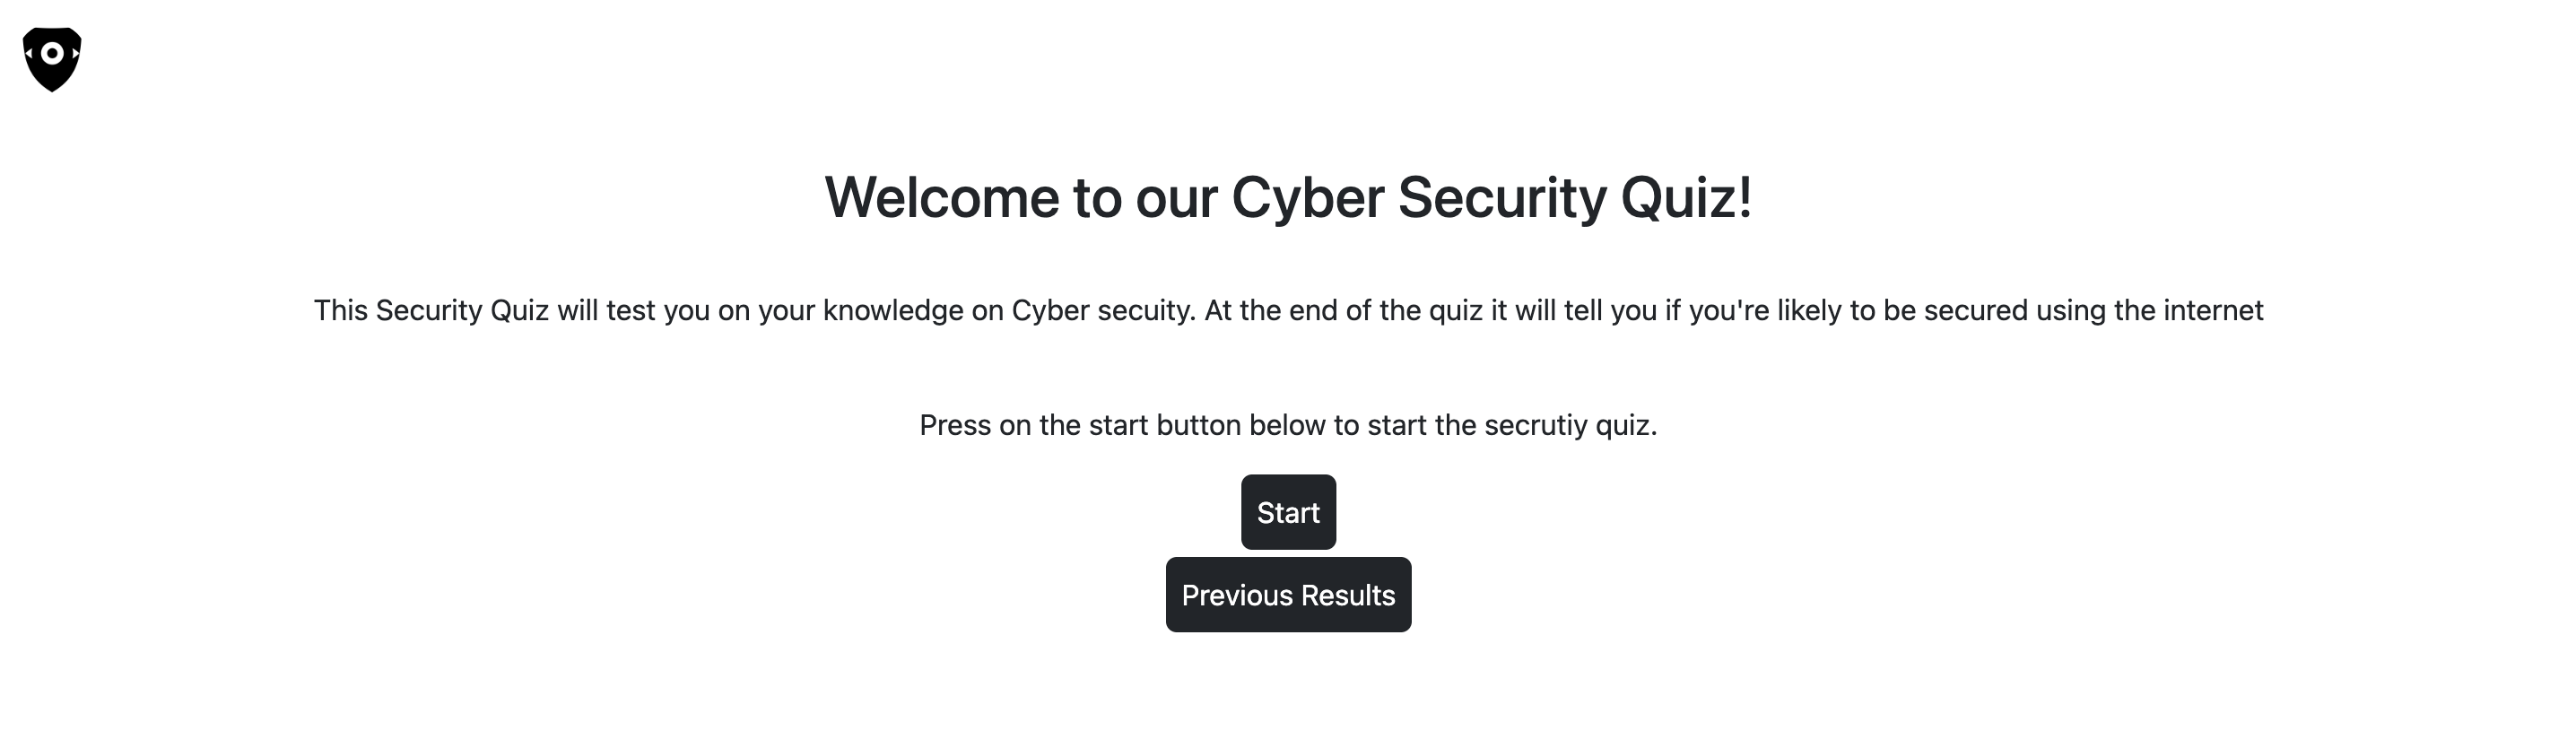 Welcome to our Cyber Security Quiz!
This Security Quiz will test you on your knowledge on Cyber secuity. At the end of the quiz it will tell you if you're likely to be secured using the internet
Press on the start button below to start the secrutiy quiz.
Start
Previous Results